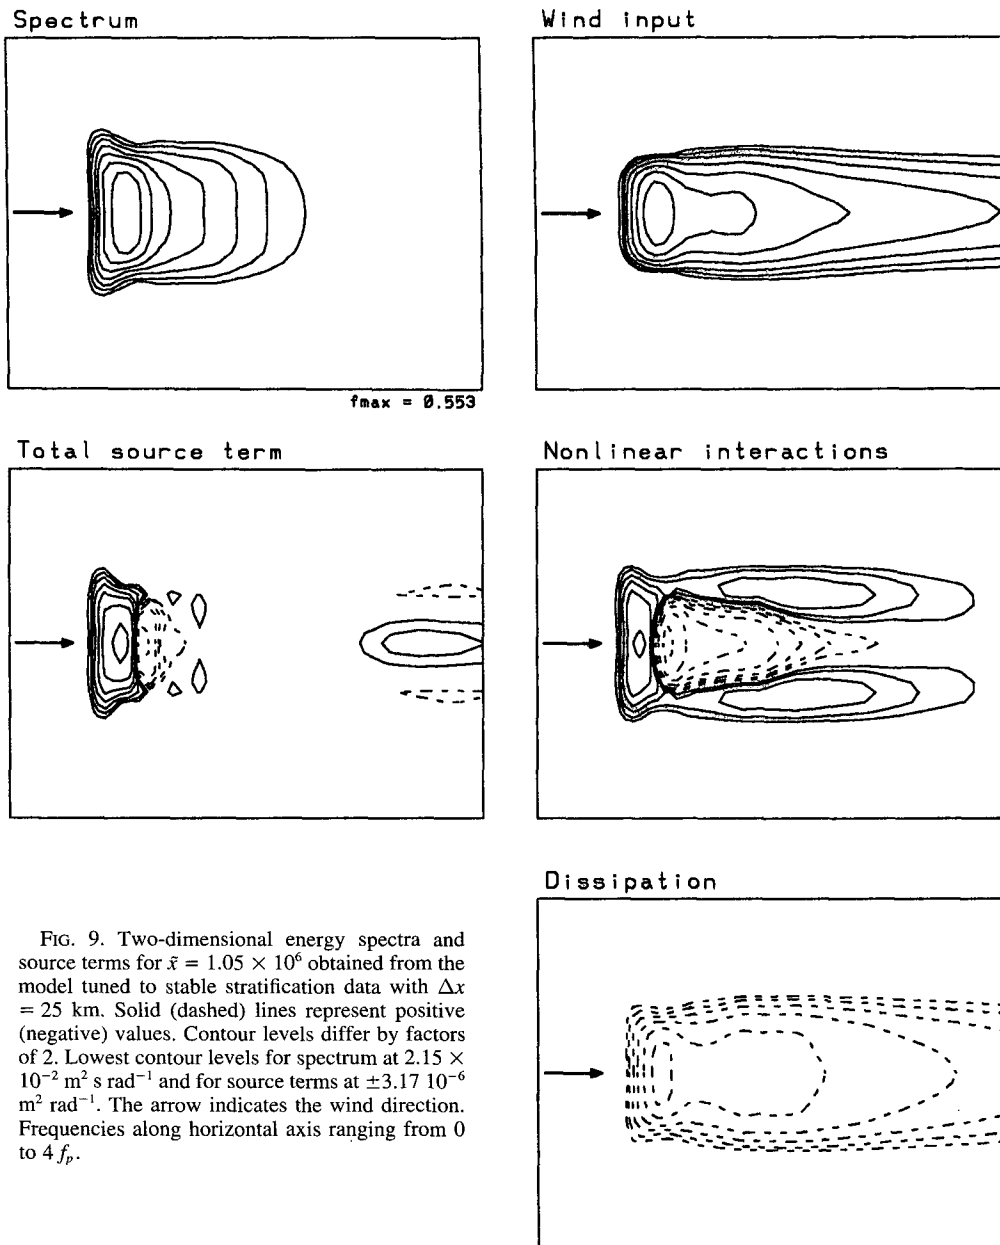 Spectrum
Wind input
fmax = 0.553
Total source term
Nonlinear interactions
Dissipation
FIG. 9. Two-dimensional energy spectra and
source terms for x̃ = 1.05 × 10⁶ obtained from the
model tuned to stable stratification data with Δx
= 25 km. Solid (dashed) lines represent positive
(negative) values. Contour levels differ by factors
of 2. Lowest contour levels for spectrum at 2.15 ×
10⁻² m² s rad⁻¹ and for source terms at ±3.17 10⁻⁶
m² rad⁻¹. The arrow indicates the wind direction.
Frequencies along horizontal axis ranging from 0
to 4 fₚ.